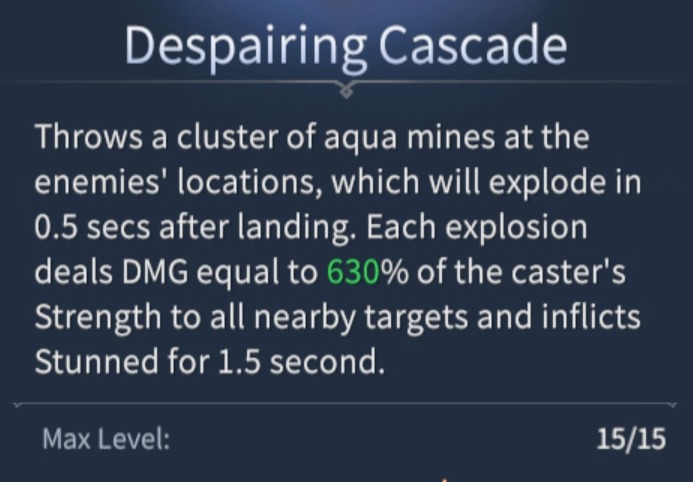 Despairing Cascade
Throws a cluster of aqua mines at the
enemies' locations, which will explode in
0.5 secs after landing. Each explosion
deals DMG equal to 630% of the caster's
Strength to all nearby targets and inflicts
Stunned for 1.5 second.
Max Level: 15/15